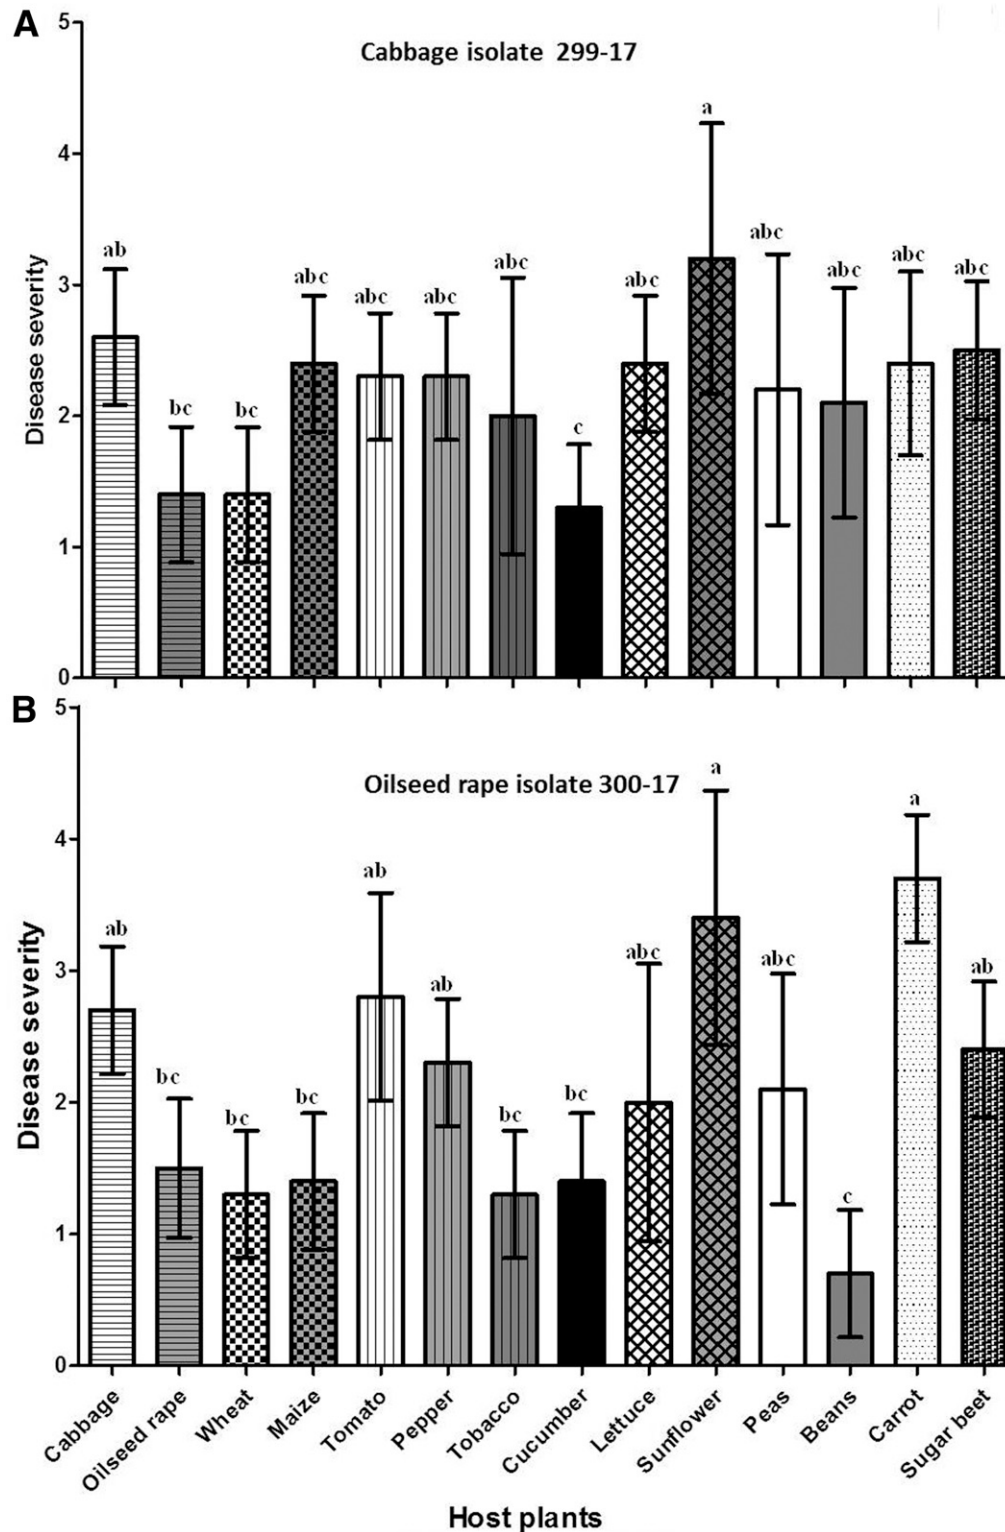 A
Cabbage isolate 299-17
Disease severity
5
4
3
2
1
0
ab
bc
bc
abc
abc
abc
abc
c
abc
a
abc
abc
abc
abc
B
Oilseed rape isolate 300-17
Disease severity
5
4
3
2
1
0
ab
bc
bc
bc
ab
ab
bc
bc
abc
a
abc
c
a
ab
Cabbage
Oilseed rape
Wheat
Maize
Tomato
Pepper
Tobacco
Cucumber
Lettuce
Sunflower
Peas
Beans
Carrot
Sugar beet
Host plants